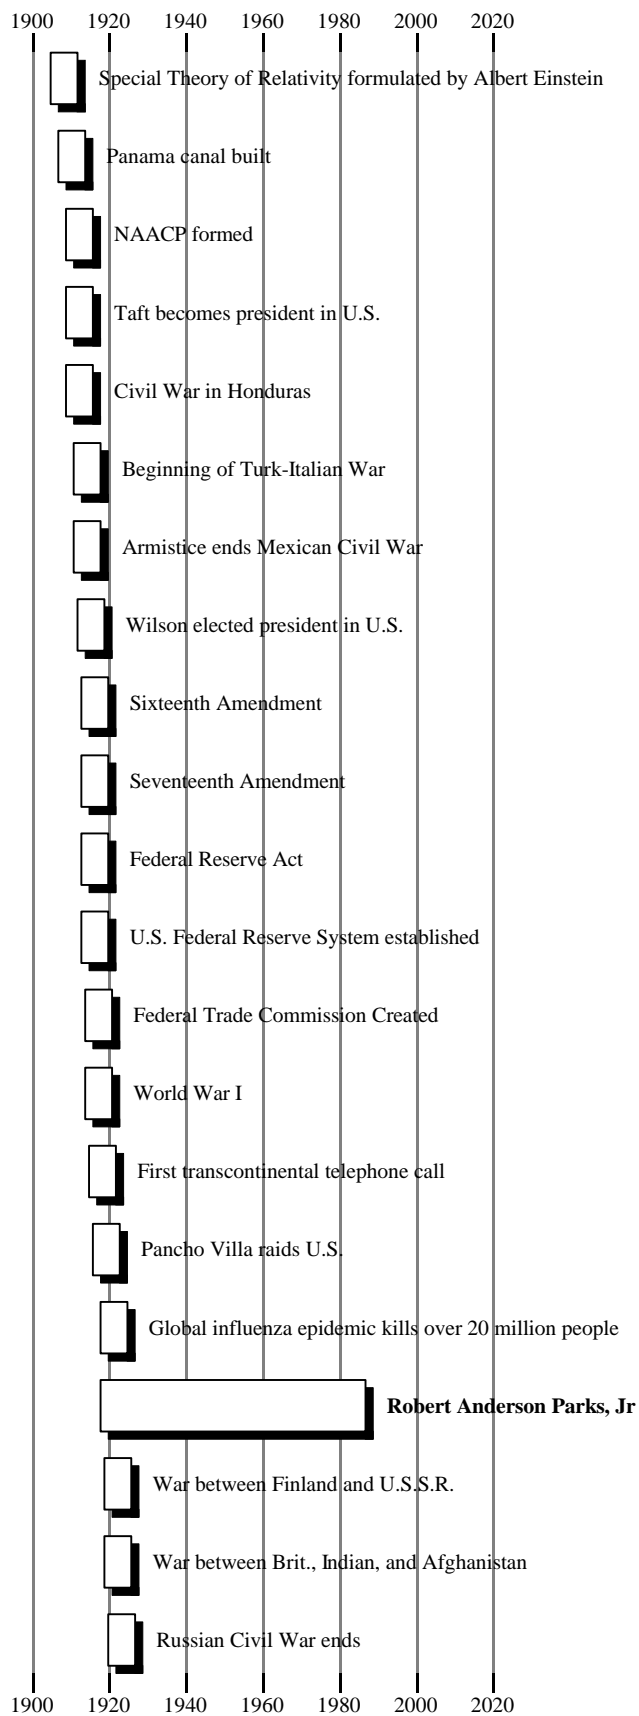 1900 1920 1940 1960 1980 2000 2020
Special Theory of Relativity formulated by Albert Einstein
Panama canal built
NAACP formed
Taft becomes president in U.S.
Civil War in Honduras
Beginning of Turk-Italian War
Armistice ends Mexican Civil War
Wilson elected president in U.S.
Sixteenth Amendment
Seventeenth Amendment
Federal Reserve Act
U.S. Federal Reserve System established
Federal Trade Commission Created
World War I
First transcontinental telephone call
Pancho Villa raids U.S.
Global influenza epidemic kills over 20 million people
Robert Anderson Parks, Jr
War between Finland and U.S.S.R.
War between Brit., Indian, and Afghanistan
Russian Civil War ends
1900 1920 1940 1960 1980 2000 2020